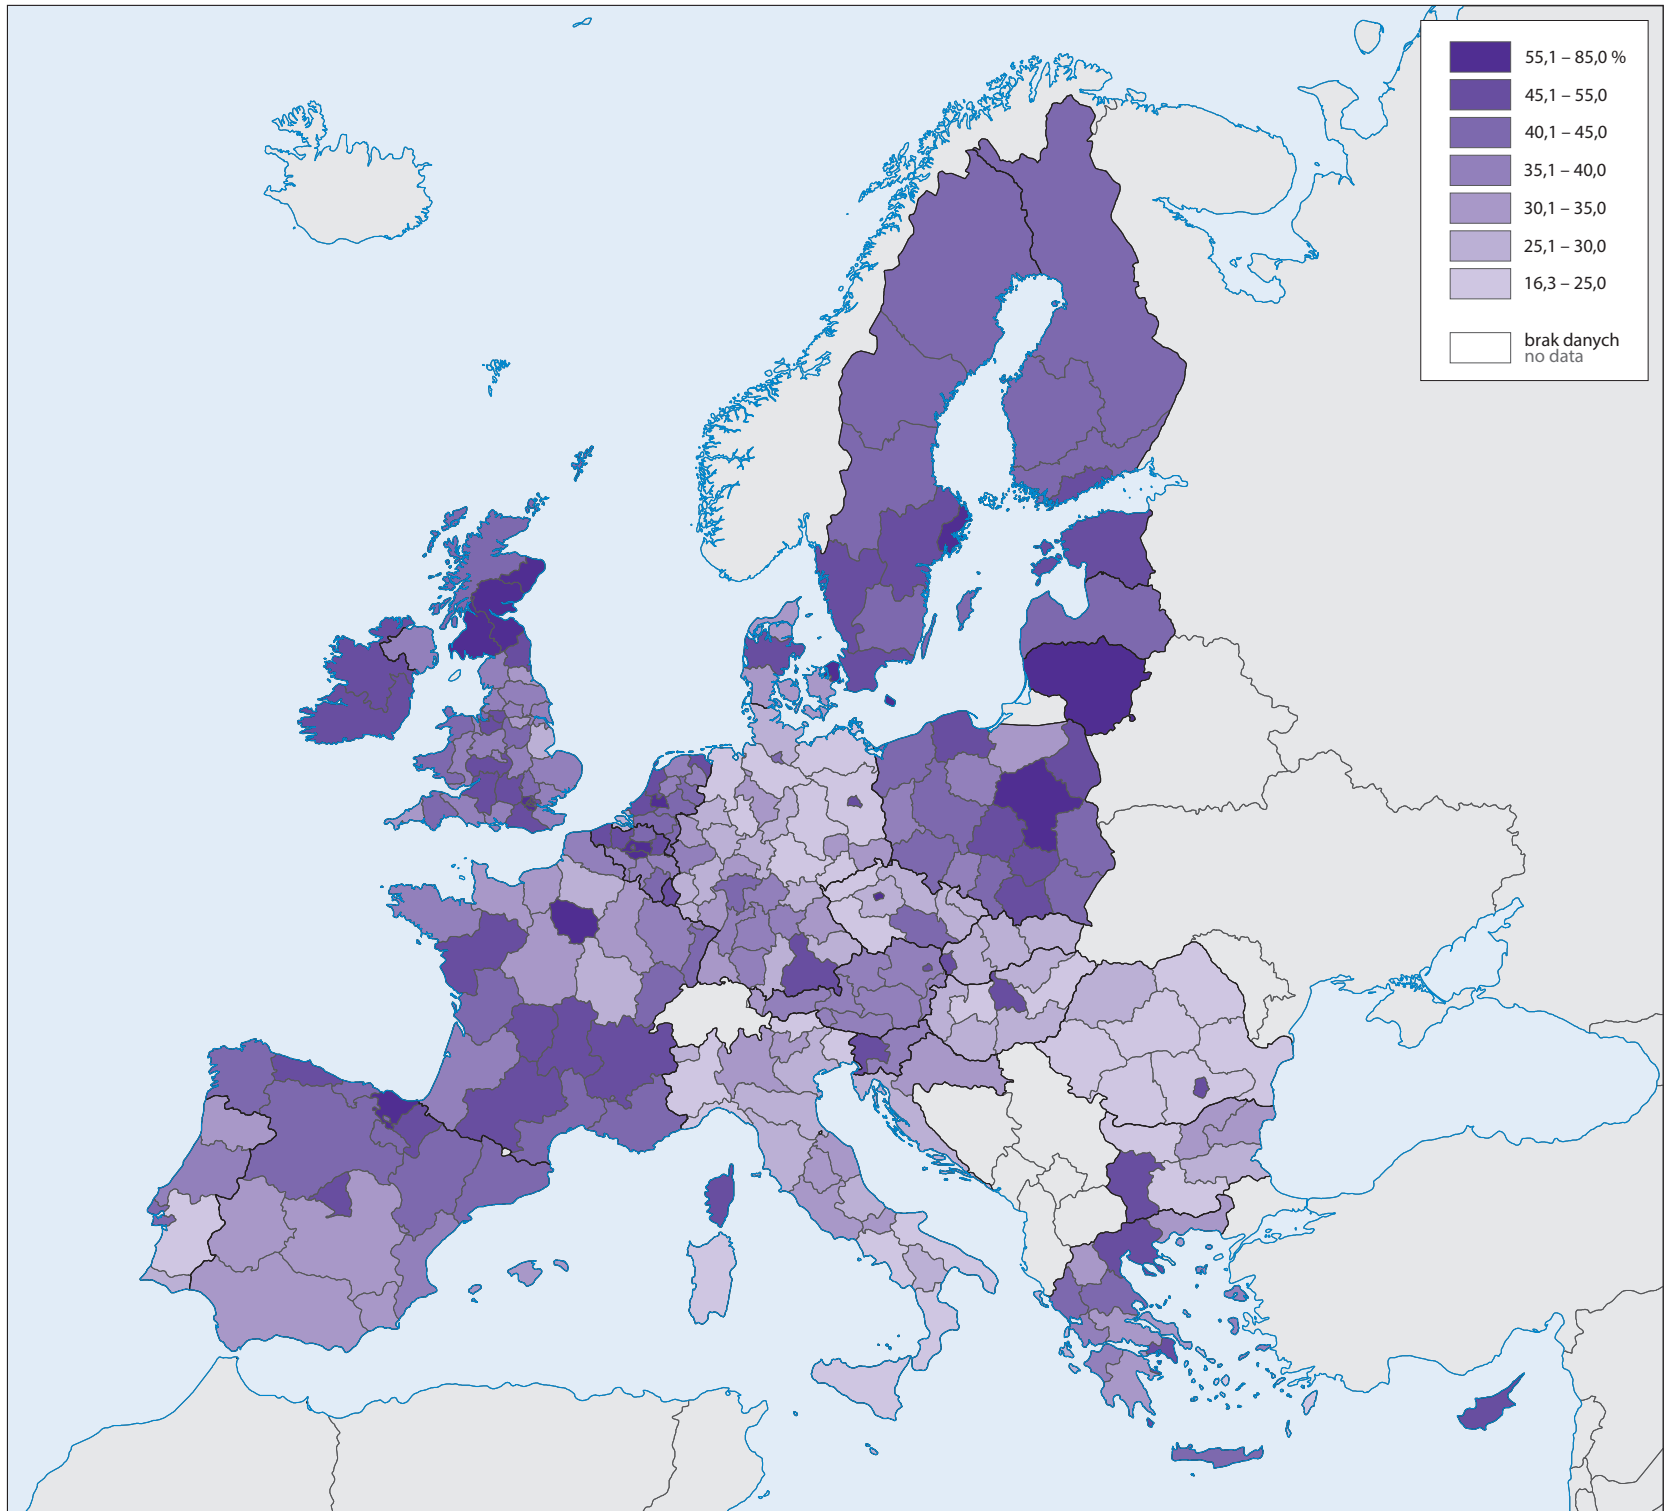 55,1 – 85,0 %
45,1 – 55,0
40,1 – 45,0
35,1 – 40,0
30,1 – 35,0
25,1 – 30,0
16,3 – 25,0
brak danych
no data